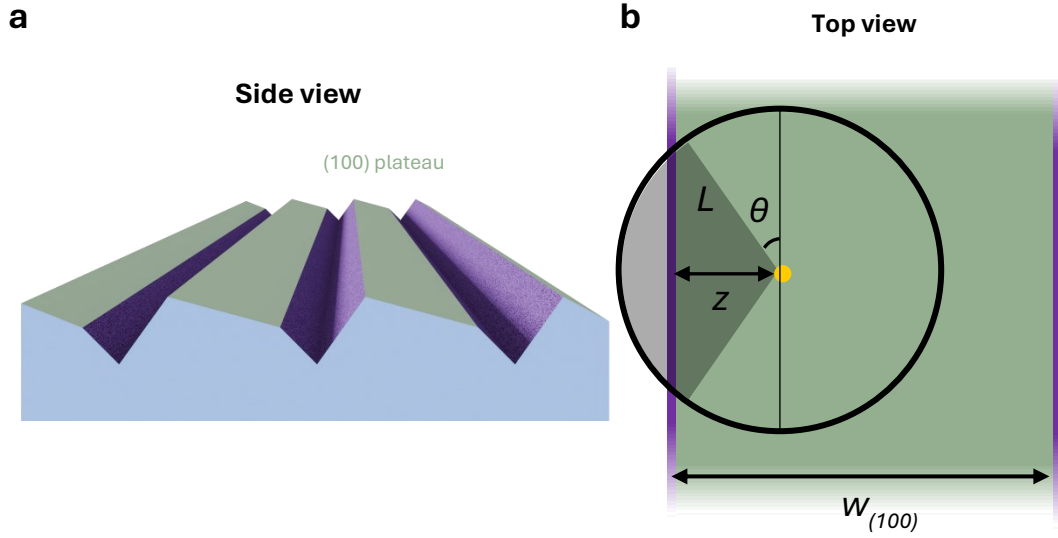 a
Side view
(100) plateau
b
Top view
L
θ
z
w(100)